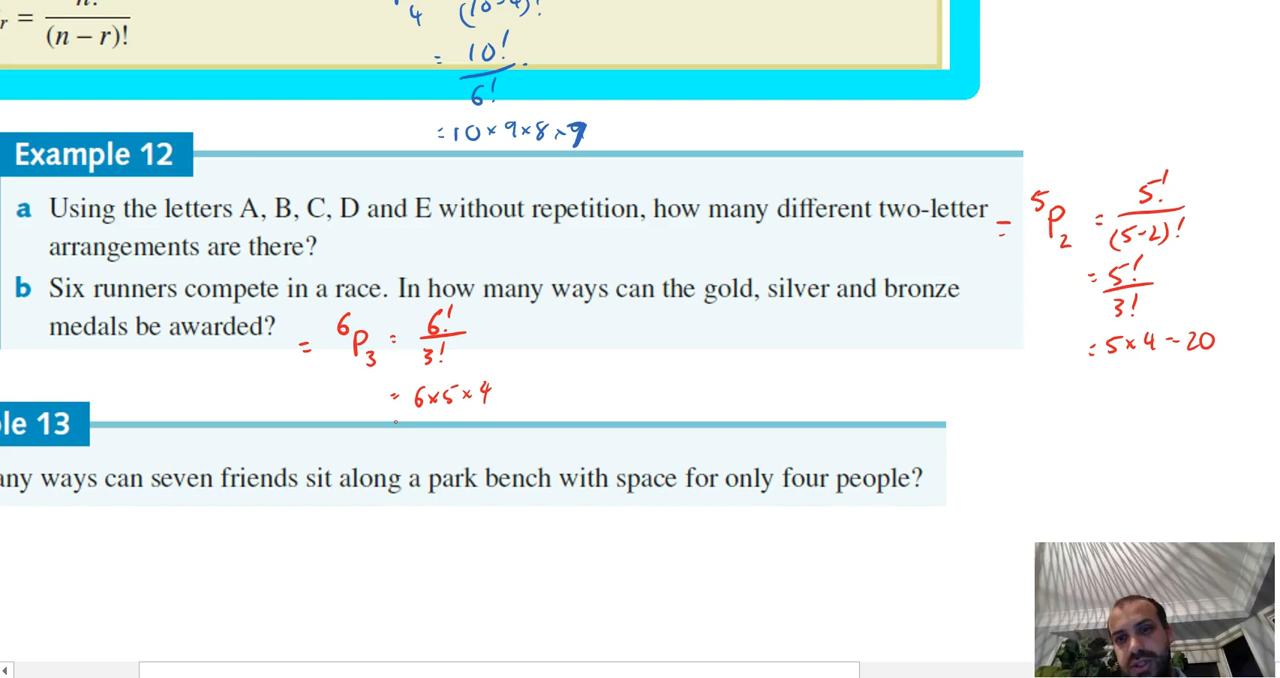 r = n! / (n − r)!
4 (10-4)!
= 10! / 6!
= 10 × 9 × 8 × 7
Example 12
a Using the letters A, B, C, D and E without repetition, how many different two-letter
arrangements are there?
= ⁵P₂ = 5! / (5-2)!
= 5! / 3!
= 5 × 4 = 20
b Six runners compete in a race. In how many ways can the gold, silver and bronze
medals be awarded?
= ⁶P₃ = 6! / 3!
= 6 × 5 × 4
le 13
any ways can seven friends sit along a park bench with space for only four people?